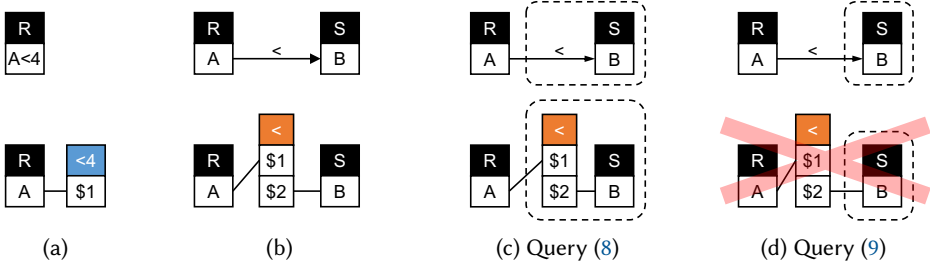 R
A<4
R
S
A
<
B
R
S
A
<
B
R
S
A
<
B
R
<4
A
$1
<
R
$1
S
A
$2
B
<
R
$1
S
A
$2
B
<
R
$1
S
A
$2
B
(a)
(b)
(c) Query (8)
(d) Query (9)